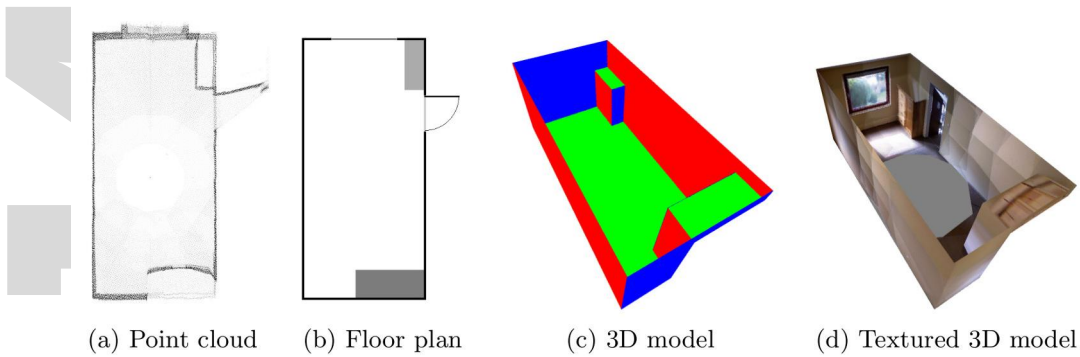 (a) Point cloud
(b) Floor plan
(c) 3D model
(d) Textured 3D model